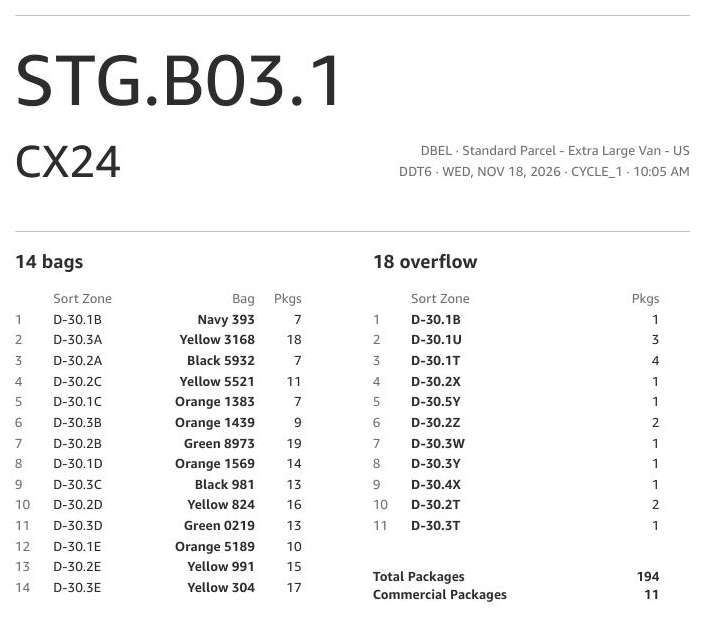 STG.B03.1
CX24
DBEL · Standard Parcel - Extra Large Van - US
DDT6 · WED, NOV 18, 2026 · CYCLE_1 · 10:05 AM
14 bags
Sort Zone Bag Pkgs
1 D-30.1B Navy 393 7
2 D-30.3A Yellow 3168 18
3 D-30.2A Black 5932 7
4 D-30.2C Yellow 5521 11
5 D-30.1C Orange 1383 7
6 D-30.3B Orange 1439 9
7 D-30.2B Green 8973 19
8 D-30.1D Orange 1569 14
9 D-30.3C Black 981 13
10 D-30.2D Yellow 824 16
11 D-30.3D Green 0219 13
12 D-30.1E Orange 5189 10
13 D-30.2E Yellow 991 15
14 D-30.3E Yellow 304 17
18 overflow
Sort Zone Pkgs
1 D-30.1B 1
2 D-30.1U 3
3 D-30.1T 4
4 D-30.2X 1
5 D-30.5Y 1
6 D-30.2Z 2
7 D-30.3W 1
8 D-30.3Y 1
9 D-30.4X 1
10 D-30.2T 2
11 D-30.3T 1
Total Packages 194
Commercial Packages 11